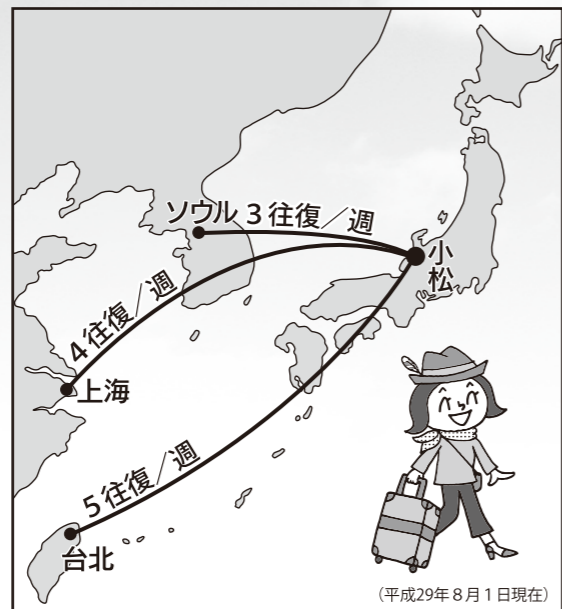 ソウル
3往復／週
小松
4往復／週
上海
5往復／週
台北
(平成29年8月1日現在)